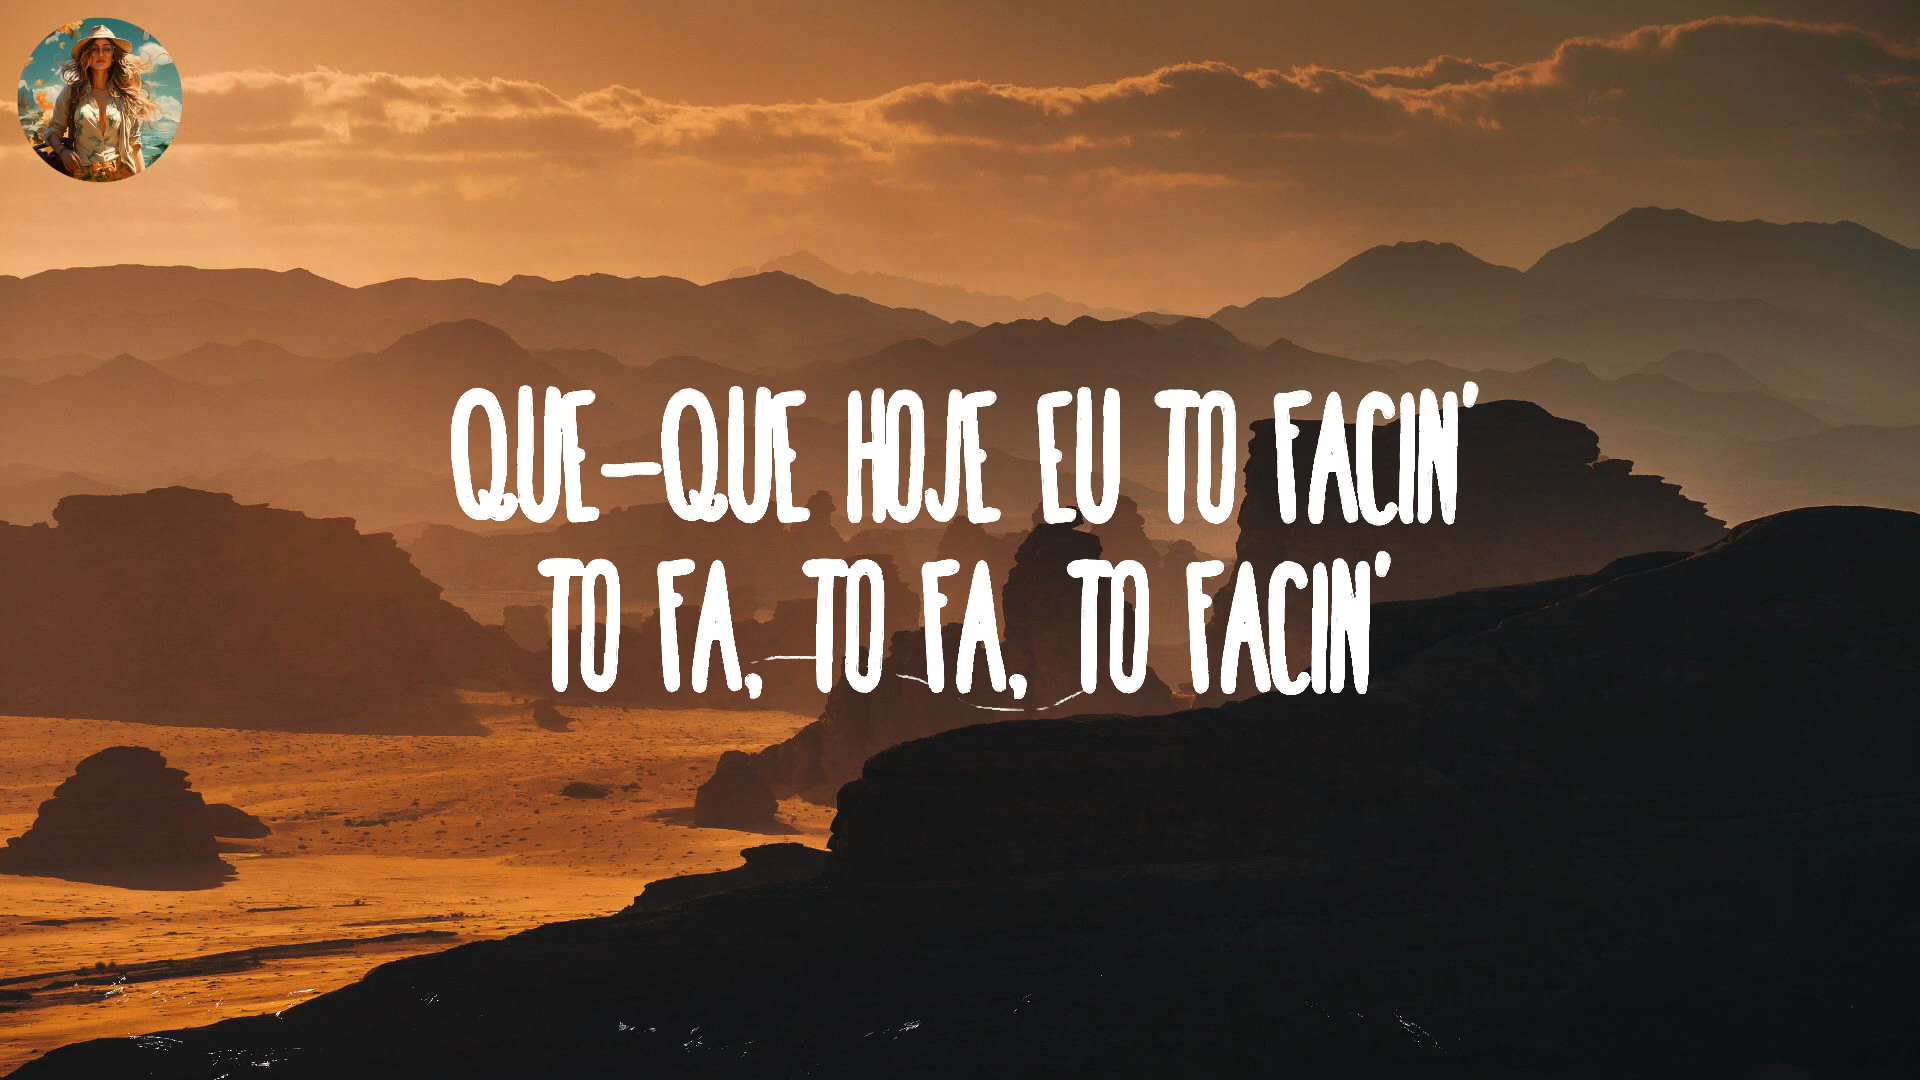 QUE-QUE HOJE EU TO FACIN'
TO FA, TO FA, TO FACIN'